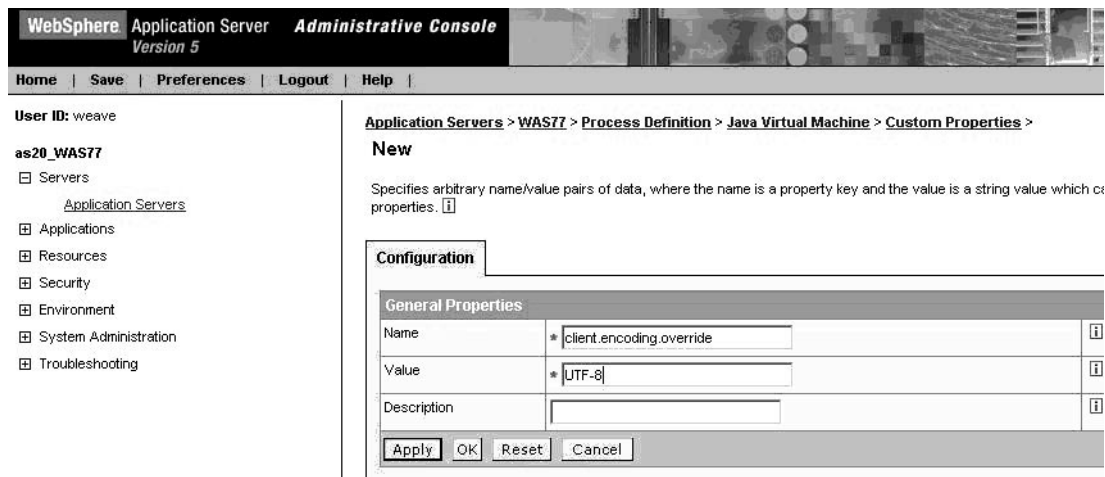 WebSphere Application Server Administrative Console
Version 5
Home | Save | Preferences | Logout | Help |
User ID: weave
as20_WAS77
Servers
Application Servers
Applications
Resources
Security
Environment
System Administration
Troubleshooting
Application Servers > WAS77 > Process Definition > Java Virtual Machine > Custom Properties >
New
Specifies arbitrary name/value pairs of data, where the name is a property key and the value is a string value which ca
properties. i
Configuration
General Properties
Name * client.encoding.override i
Value * UTF-8 i
Description i
Apply OK Reset Cancel